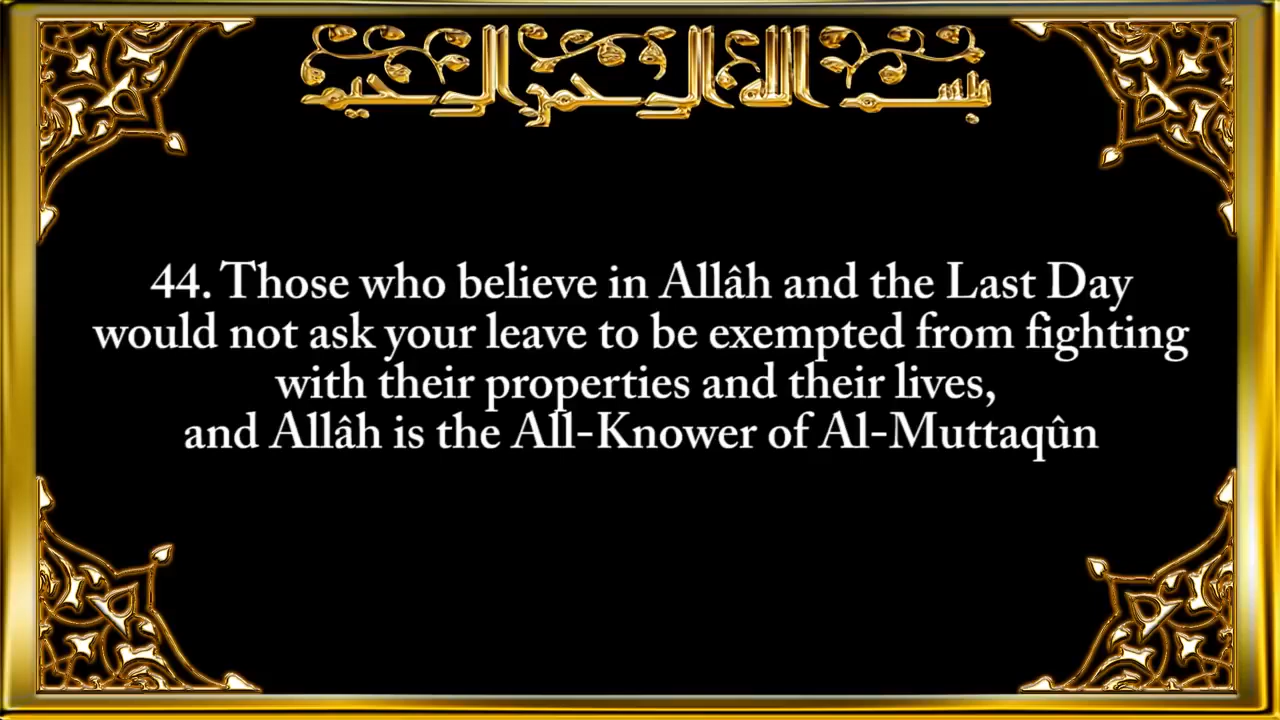 بسم الله الرحمن الرحيم
44. Those who believe in Allâh and the Last Day
would not ask your leave to be exempted from fighting
with their properties and their lives,
and Allâh is the All-Knower of Al-Muttaqûn